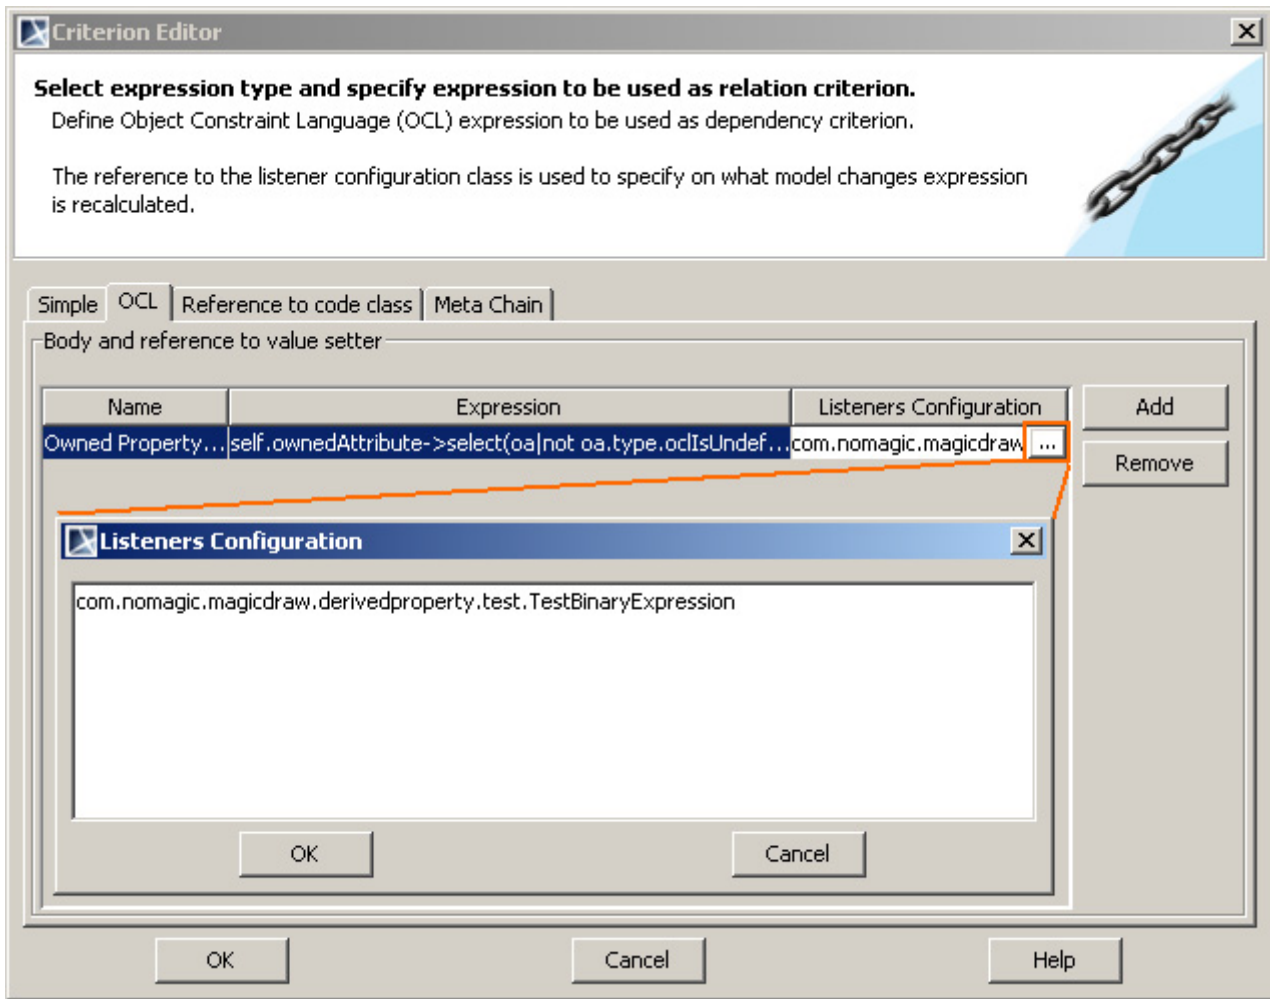 Criterion Editor
Select expression type and specify expression to be used as relation criterion.
Define Object Constraint Language (OCL) expression to be used as dependency criterion.
The reference to the listener configuration class is used to specify on what model changes expression
is recalculated.
Simple OCL Reference to code class Meta Chain
Body and reference to value setter
Name Expression Listeners Configuration Add
Owned Property... self.ownedAttribute->select(oa|not oa.type.oclIsUndef... com.nomagic.magicdraw ...
Remove
Listeners Configuration
com.nomagic.magicdraw.derivedproperty.test.TestBinaryExpression
OK Cancel
OK Cancel Help